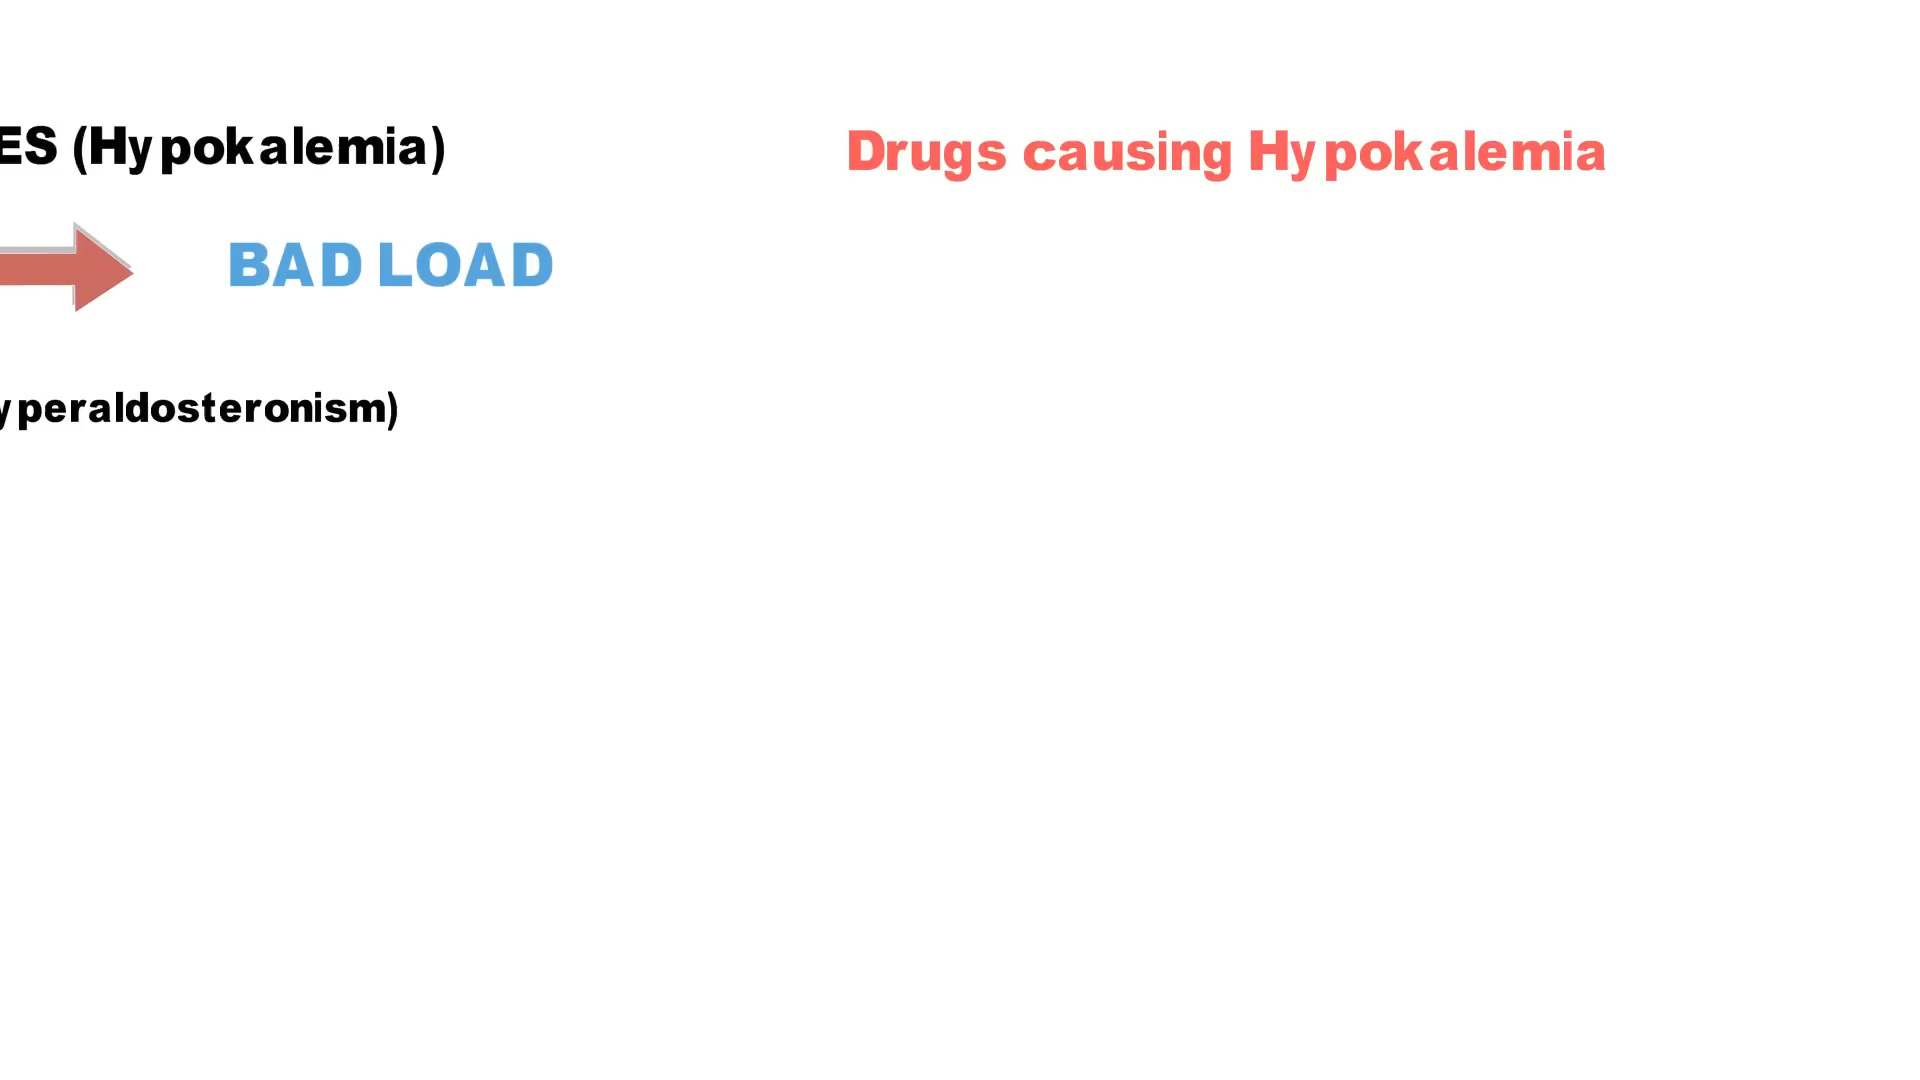 ES (Hypokalemia)
BAD LOAD
yperaldosteronism)
Drugs causing Hypokalemia